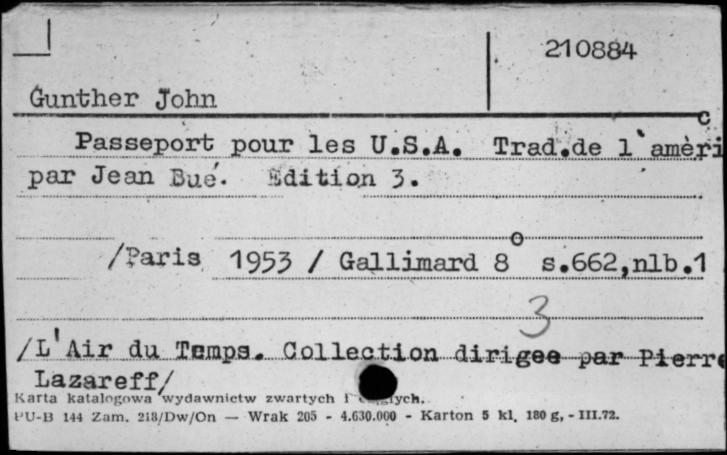 210884
Gunther John
Passeport pour les U.S.A. Trad.de l'amèric
par Jean Bué. Edition 3.
/Paris 1953 / Gallimard 8° s.662,nlb.1
3
/L'Air du Temps. Collection dirigee par Pierre
Lazareff/
Karta katalogowa wydawnictw zwartych i
PU-B 144 Zam. 218/Dw/On — Wrak 205 - 4.630.000 - Karton 5 kl. 180 g, - III.72.